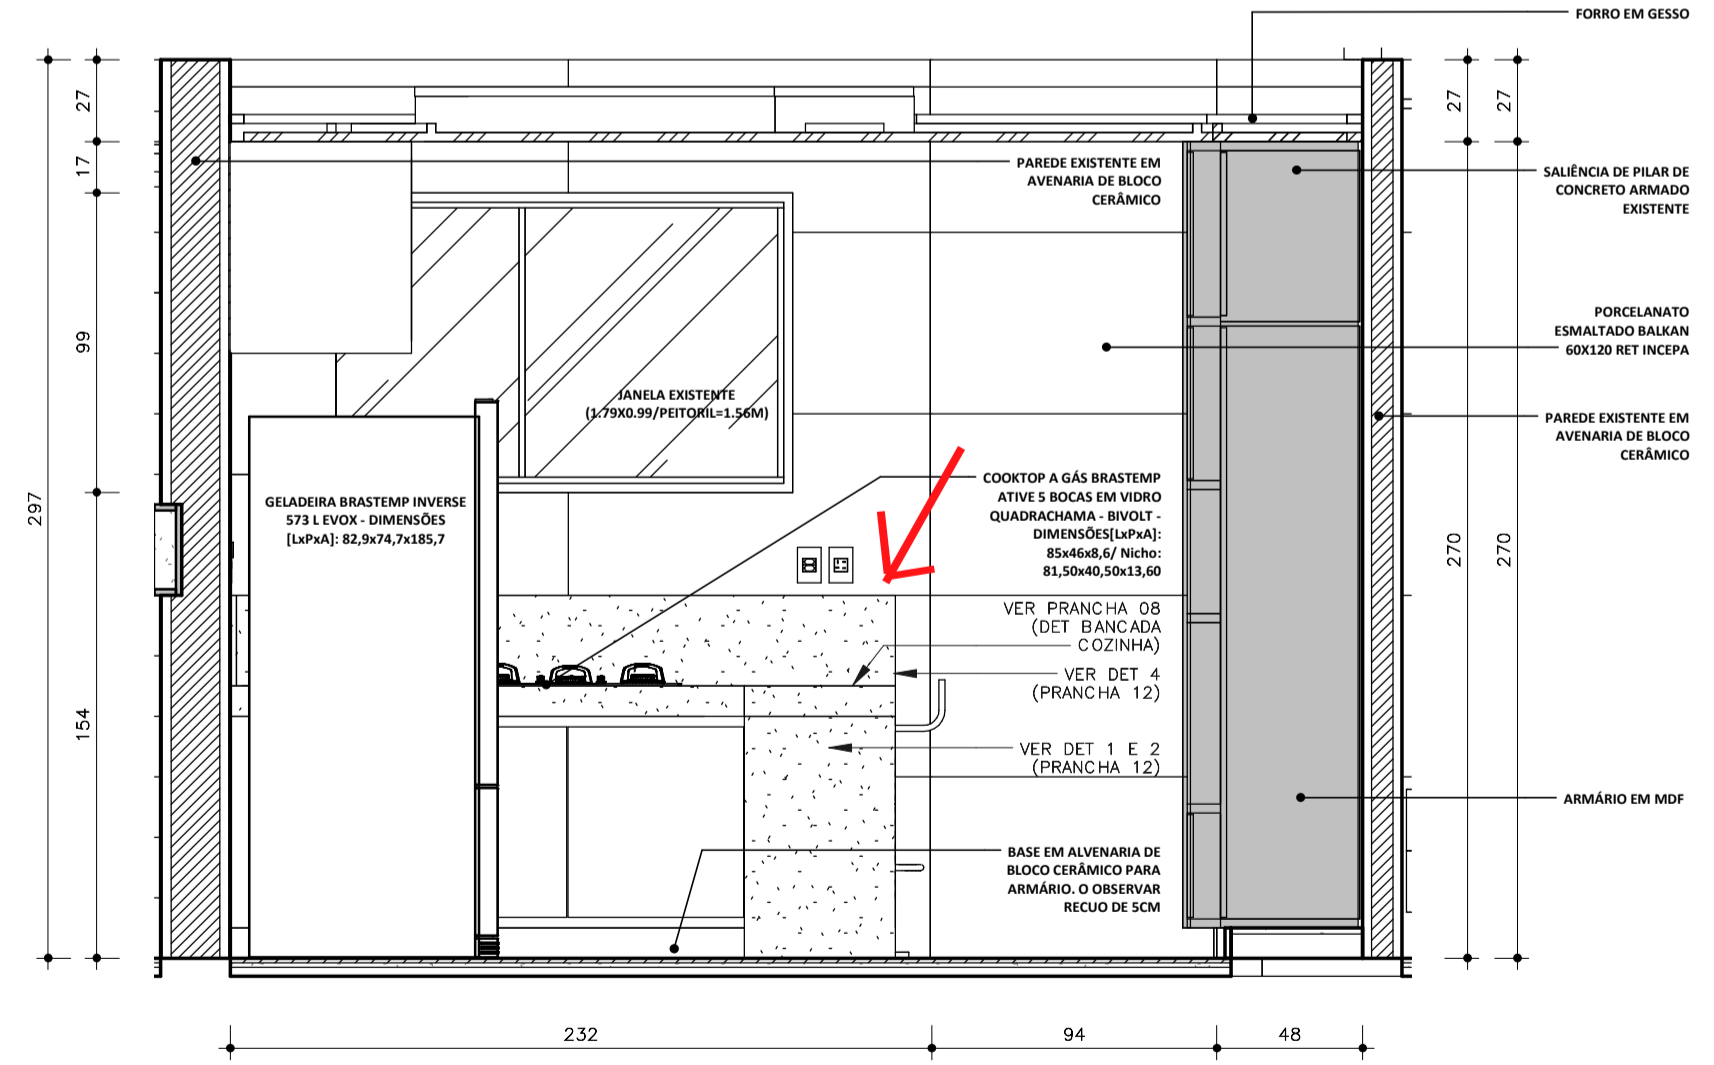 FORRO EM GESSO
27
27
27
17
PAREDE EXISTENTE EM
AVENARIA DE BLOCO
CERÂMICO
SALIÊNCIA DE PILAR DE
CONCRETO ARMADO
EXISTENTE
99
PORCELANATO
ESMALTADO BALKAN
60X120 RET INCEPA
JANELA EXISTENTE
(1.79X0.99/PEITORIL=1.56M)
PAREDE EXISTENTE EM
AVENARIA DE BLOCO
CERÂMICO
297
GELADEIRA BRASTEMP INVERSE
573 L EVOX - DIMENSÕES
[LxPxA]: 82,9x74,7x185,7
COOKTOP A GÁS BRASTEMP
ATIVE 5 BOCAS EM VIDRO
QUADRACHAMA - BIVOLT -
DIMENSÕES[LxPxA]:
85x46x8,6/ Nicho:
81,50x40,50x13,60
270
270
VER PRANCHA 08
(DET BANCADA
COZINHA)
VER DET 4
(PRANCHA 12)
154
VER DET 1 E 2
(PRANCHA 12)
ARMÁRIO EM MDF
BASE EM ALVENARIA DE
BLOCO CERÂMICO PARA
ARMÁRIO. O OBSERVAR
RECUO DE 5CM
232
94
48